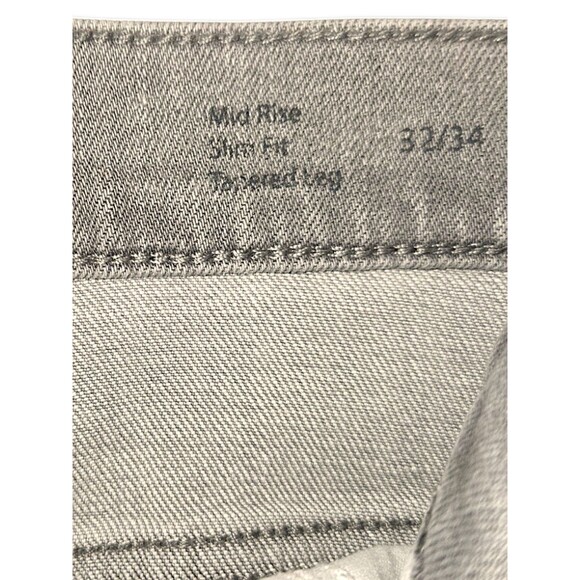 Mid Rise
Slim Fit
Tapered Leg
32/34